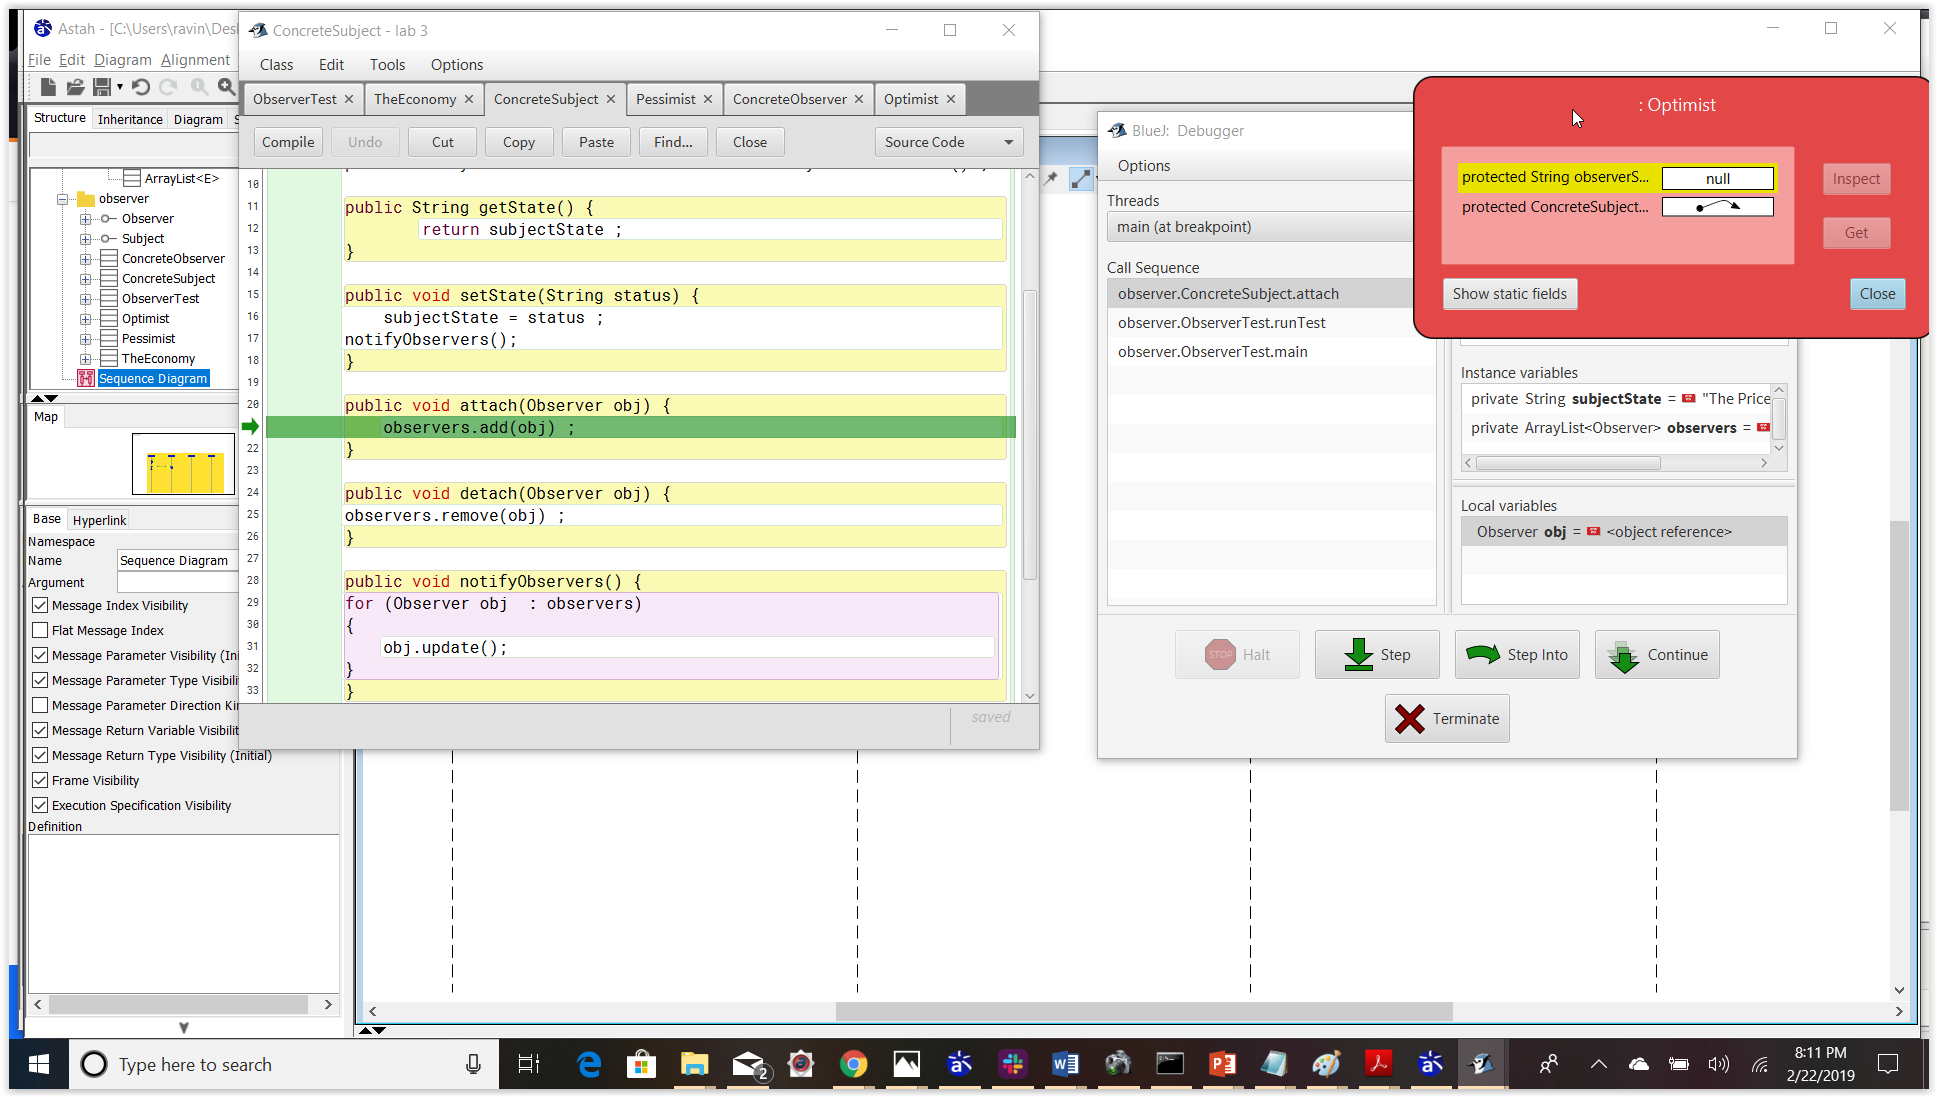 Astah - [C:\Users\ravin\Desl
File Edit Diagram Alignment
Structure Inheritance Diagram S
ArrayList<E>
observer
Observer
Subject
ConcreteObserver
ConcreteSubject
ObserverTest
Optimist
Pessimist
TheEconomy
Sequence Diagram
Map
Base Hyperlink
Namespace
Name Sequence Diagram
Argument
Message Index Visibility
Flat Message Index
Message Parameter Visibility (Ini
Message Parameter Type Visibili
Message Parameter Direction Kin
Message Return Variable Visibilit
Message Return Type Visibility (Initial)
Frame Visibility
Execution Specification Visibility
Definition
ConcreteSubject - lab 3
Class Edit Tools Options
ObserverTest × TheEconomy × ConcreteSubject × Pessimist × ConcreteObserver × Optimist ×
Compile Undo Cut Copy Paste Find... Close Source Code
10
11 public String getState() {
12 return subjectState ;
13 }
14
15 public void setState(String status) {
16 subjectState = status ;
17 notifyObservers();
18 }
19
20 public void attach(Observer obj) {
observers.add(obj) ;
22 }
23
24 public void detach(Observer obj) {
25 observers.remove(obj) ;
26 }
27
28 public void notifyObservers() {
29 for (Observer obj : observers)
30 {
31 obj.update();
32 }
33 }
saved
BlueJ: Debugger
Options
Threads
main (at breakpoint)
Call Sequence
observer.ConcreteSubject.attach
observer.ObserverTest.runTest
observer.ObserverTest.main
: Optimist
protected String observerS... null
protected ConcreteSubject...
Inspect
Get
Show static fields Close
Instance variables
private String subjectState = "The Price
private ArrayList<Observer> observers =
Local variables
Observer obj = <object reference>
STOP Halt Step Step Into Continue
Terminate
Type here to search
2
8:11 PM
2/22/2019